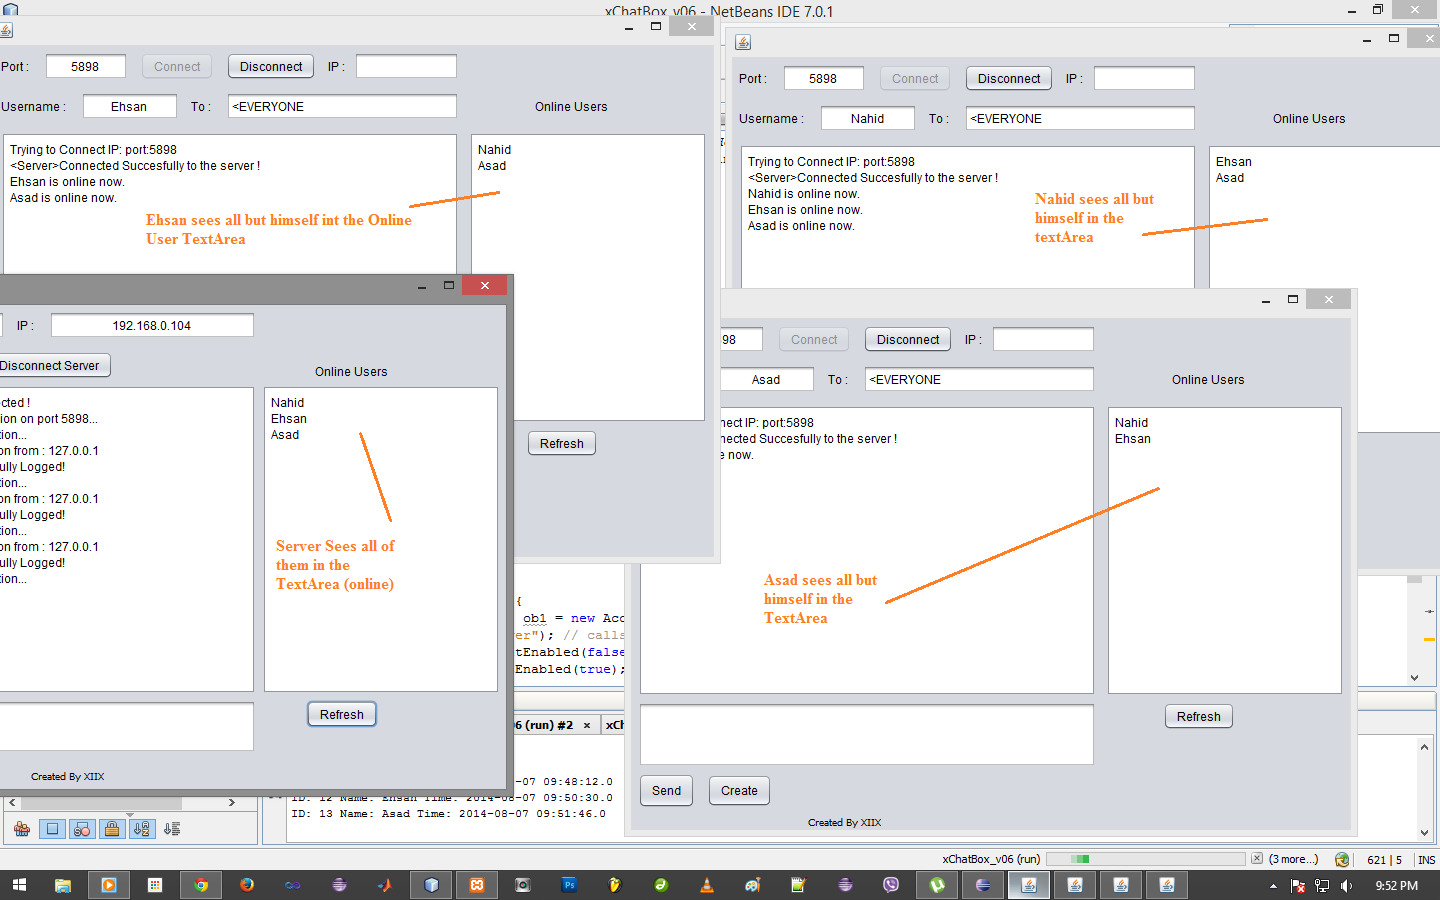 xChatBox_v06 - NetBeans IDE 7.0.1
Port :
5898
Connect
Disconnect
IP :
Username :
Ehsan
To :
<EVERYONE
Online Users
Trying to Connect IP: port:5898
<Server>Connected Succesfully to the server !
Ehsan is online now.
Asad is online now.
Nahid
Asad
Ehsan sees all but himself int the Online
User TextArea
Refresh
Port :
5898
Connect
Disconnect
IP :
Username :
Nahid
To :
<EVERYONE
Online Users
Trying to Connect IP: port:5898
<Server>Connected Succesfully to the server !
Nahid is online now.
Ehsan is online now.
Asad is online now.
Ehsan
Asad
Nahid sees all but
himself in the
textArea
IP :
192.168.0.104
Disconnect Server
Online Users
cted !
ion on port 5898...
tion...
on from : 127.0.0.1
ully Logged!
tion...
on from : 127.0.0.1
ully Logged!
tion...
on from : 127.0.0.1
ully Logged!
tion...
Nahid
Ehsan
Asad
Server Sees all of
them in the
TextArea (online)
Refresh
Created By XIIX
98
Connect
Disconnect
IP :
Asad
To :
<EVERYONE
Online Users
nect IP: port:5898
nected Succesfully to the server !
e now.
Nahid
Ehsan
Asad sees all but
himself in the
TextArea
Refresh
Send
Create
Created By XIIX
{
ob1 = new Acc
er"); // calls
tEnabled(false
Enabled(true);
06 (run) #2 ×
xCh
-07 09:48:12.0
ID: 12 Name: Ehsan Time: 2014-08-07 09:50:30.0
ID: 13 Name: Asad Time: 2014-08-07 09:51:46.0
xChatBox_v06 (run)
(3 more...)
621 | 5
INS
9:52 PM